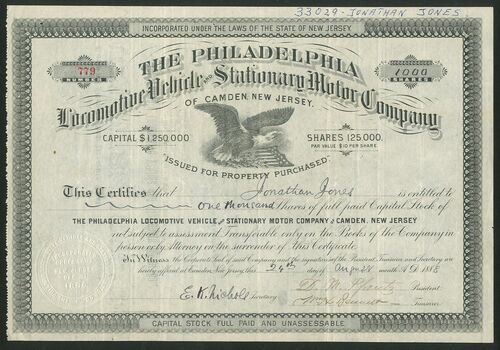 33029-JONATHAN JONES
INCORPORATED UNDER THE LAWS OF THE STATE OF NEW JERSEY.
THE PHILADELPHIA
779
NUMBER
1000
SHARES
Locomotive Vehicle AND Stationary Motor Company
OF CAMDEN, NEW JERSEY.
CAPITAL $1,250,000
SHARES 125,000.
PAR VALUE $10 PER SHARE.
"ISSUED FOR PROPERTY PURCHASED."
This Certifies that Jonathan Jones is entitled to
One thousand Shares of full paid Capital Stock of
THE PHILADELPHIA LOCOMOTIVE VEHICLE, AND STATIONARY MOTOR COMPANY OF CAMDEN, NEW JERSEY
not subject to assessment. Transferable only on the Books of the Company in
person or by Attorney on the surrender of this Certificate.
In Witness the Corporate Seal of said Company and the signatures of the President, Treasurer and Secretary are
hereby affixed at Camden, New Jersey, this 24th day of August A.D. 1888
President
E. K. Nichols Secretary
Treasurer
CAPITAL STOCK FULL PAID AND UNASSESSABLE.